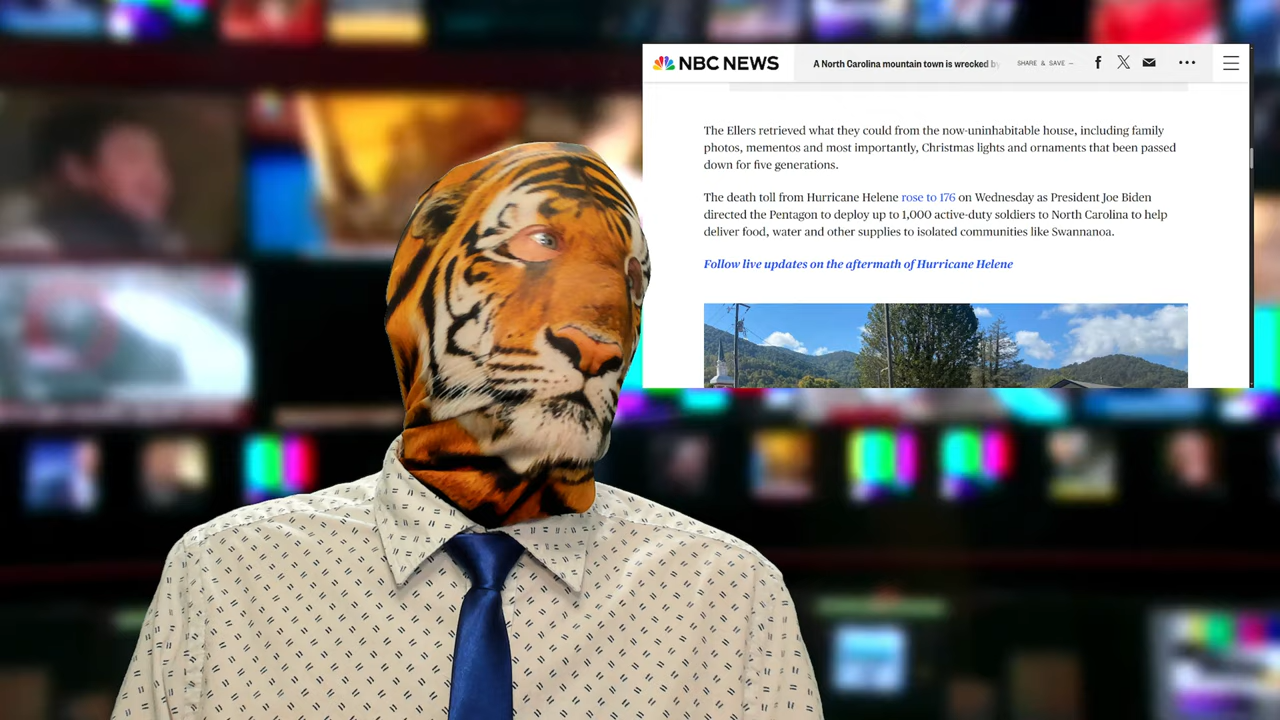 NBC NEWS
A North Carolina mountain town is wrecked
SHARE & SAVE —
The Ellers retrieved what they could from the now-uninhabitable house, including family
photos, mementos and most importantly, Christmas lights and ornaments that been passed
down for five generations.
The death toll from Hurricane Helene rose to 176 on Wednesday as President Joe Biden
directed the Pentagon to deploy up to 1,000 active-duty soldiers to North Carolina to help
deliver food, water and other supplies to isolated communities like Swannanoa.
Follow live updates on the aftermath of Hurricane Helene